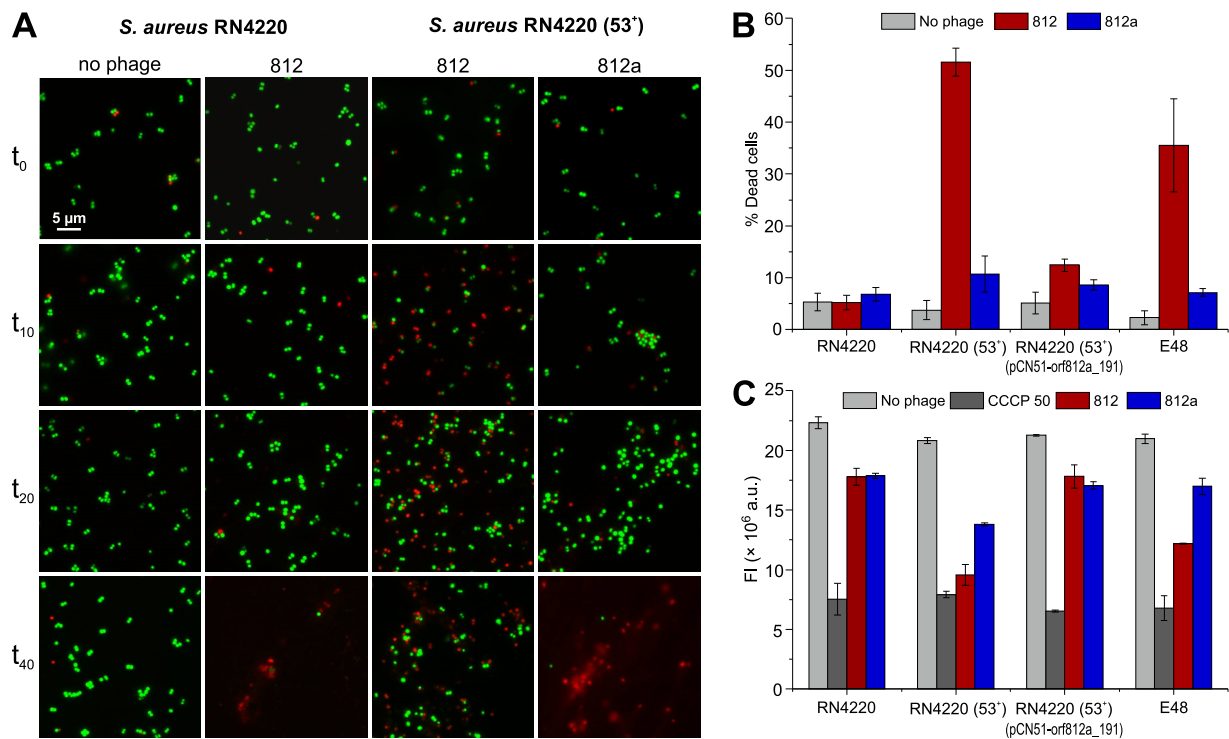 A
S. aureus RN4220
S. aureus RN4220 (53⁺)
no phage
812
812
812a
t₀
5 µm
t₁₀
t₂₀
t₄₀
B
No phage
812
812a
% Dead cells
60
50
40
30
20
10
0
RN4220
RN4220 (53⁺)
RN4220 (53⁺)
(pCN51-orf812a_191)
E48
C
No phage
CCCP 50
812
812a
FI (× 10⁶ a.u.)
25
20
15
10
5
0
RN4220
RN4220 (53⁺)
RN4220 (53⁺)
(pCN51-orf812a_191)
E48